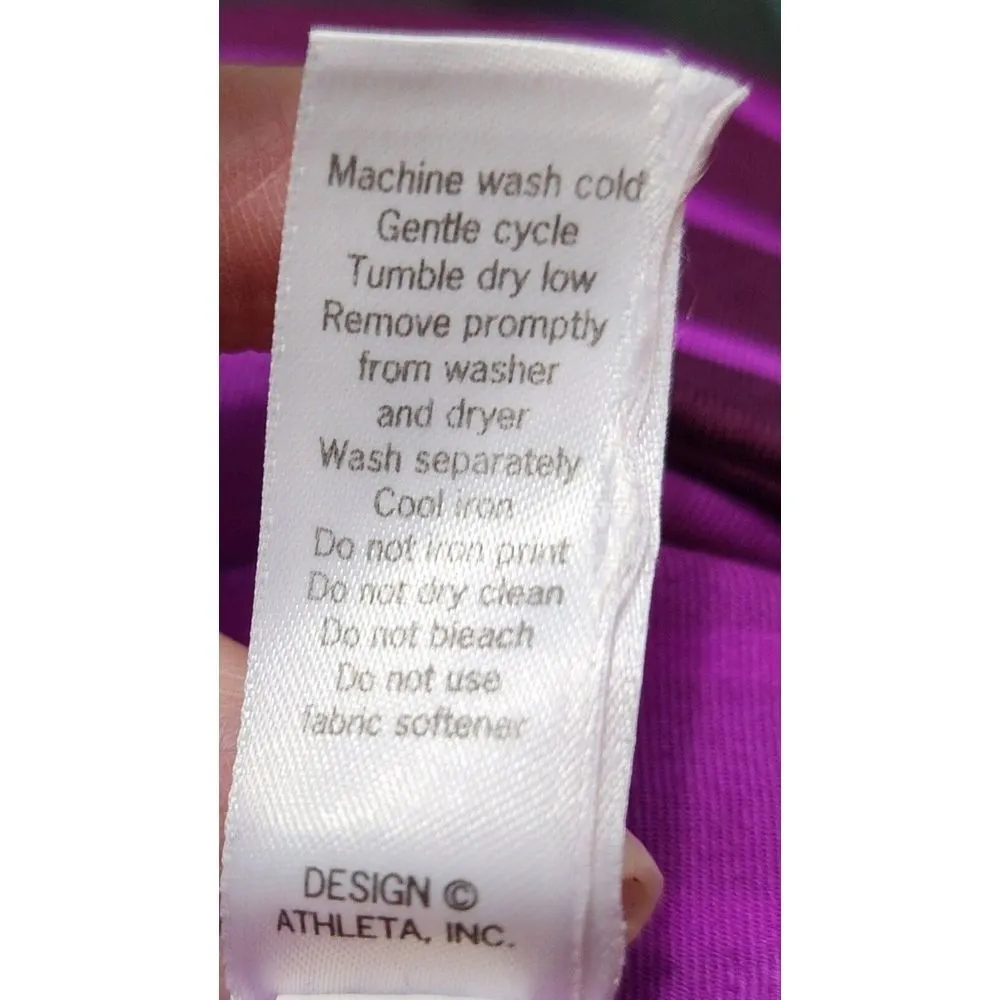 Machine wash cold
Gentle cycle
Tumble dry low
Remove promptly
from washer
and dryer
Wash separately
Cool iron
Do not iron print
Do not dry clean
Do not bleach
Do not use
fabric softener
DESIGN ©
ATHLETA, INC.